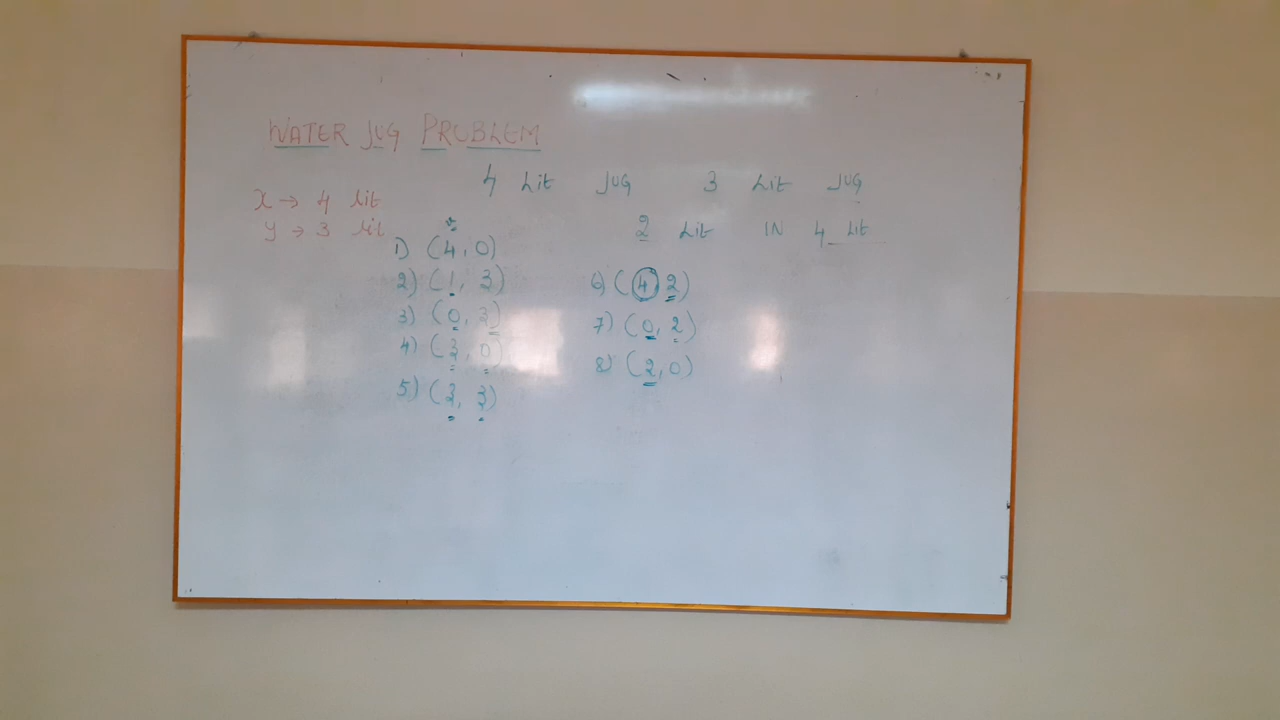 WATER JUG PROBLEM
4 Lit JUG 3 Lit JUG
x → 4 lit
y → 3 lit
2 Lit IN 4 Lit
1) (4, 0)
2) (1, 3)
3) (0, 3)
4) (3, 0)
5) (3, 3)
6) (4, 2)
7) (0, 2)
8) (2, 0)